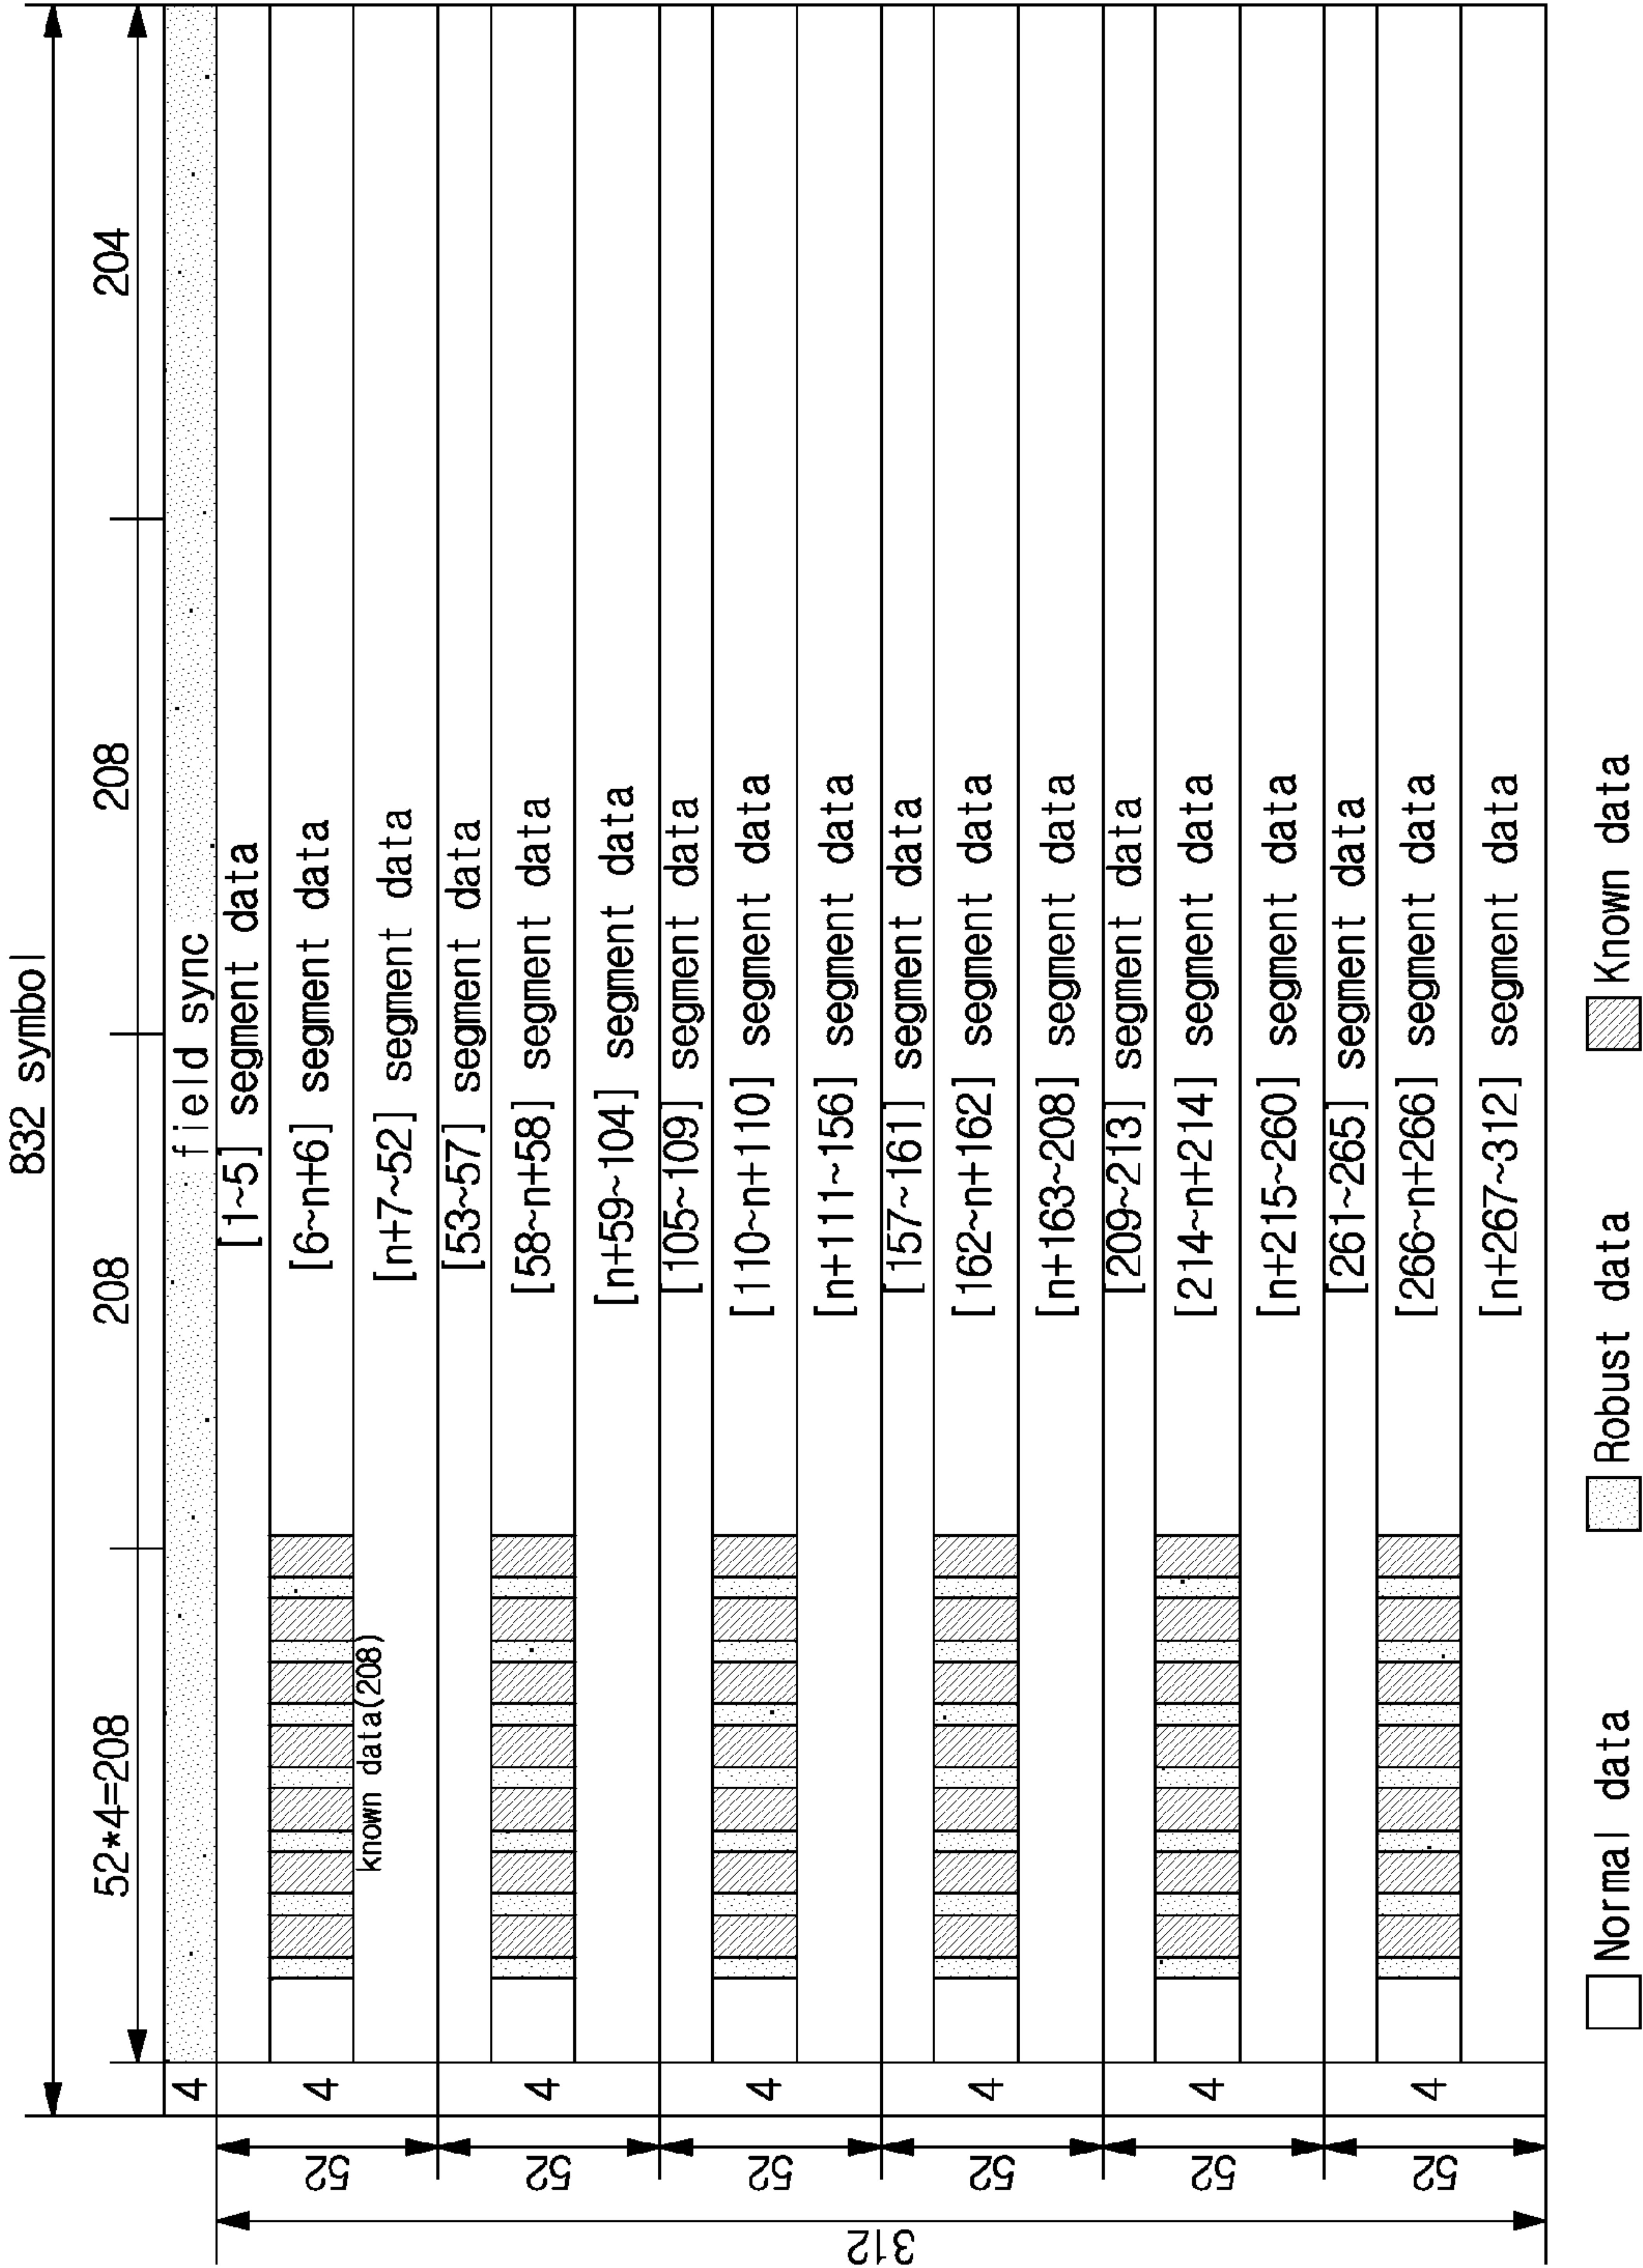 832 symbol
52*4=208
208
208
204
4
field sync
[1~5] segment data
[6~n+6] segment data
known data(208)
[n+7~52] segment data
4
52
[53~57] segment data
[58~n+58] segment data
[n+59~104] segment data
4
52
[105~109] segment data
[110~n+110] segment data
[n+111~156] segment data
4
52
[157~161] segment data
[162~n+162] segment data
[n+163~208] segment data
4
52
[209~213] segment data
[214~n+214] segment data
[n+215~260] segment data
4
52
[261~265] segment data
[266~n+266] segment data
[n+267~312] segment data
4
52
312
Normal data
Robust data
Known data